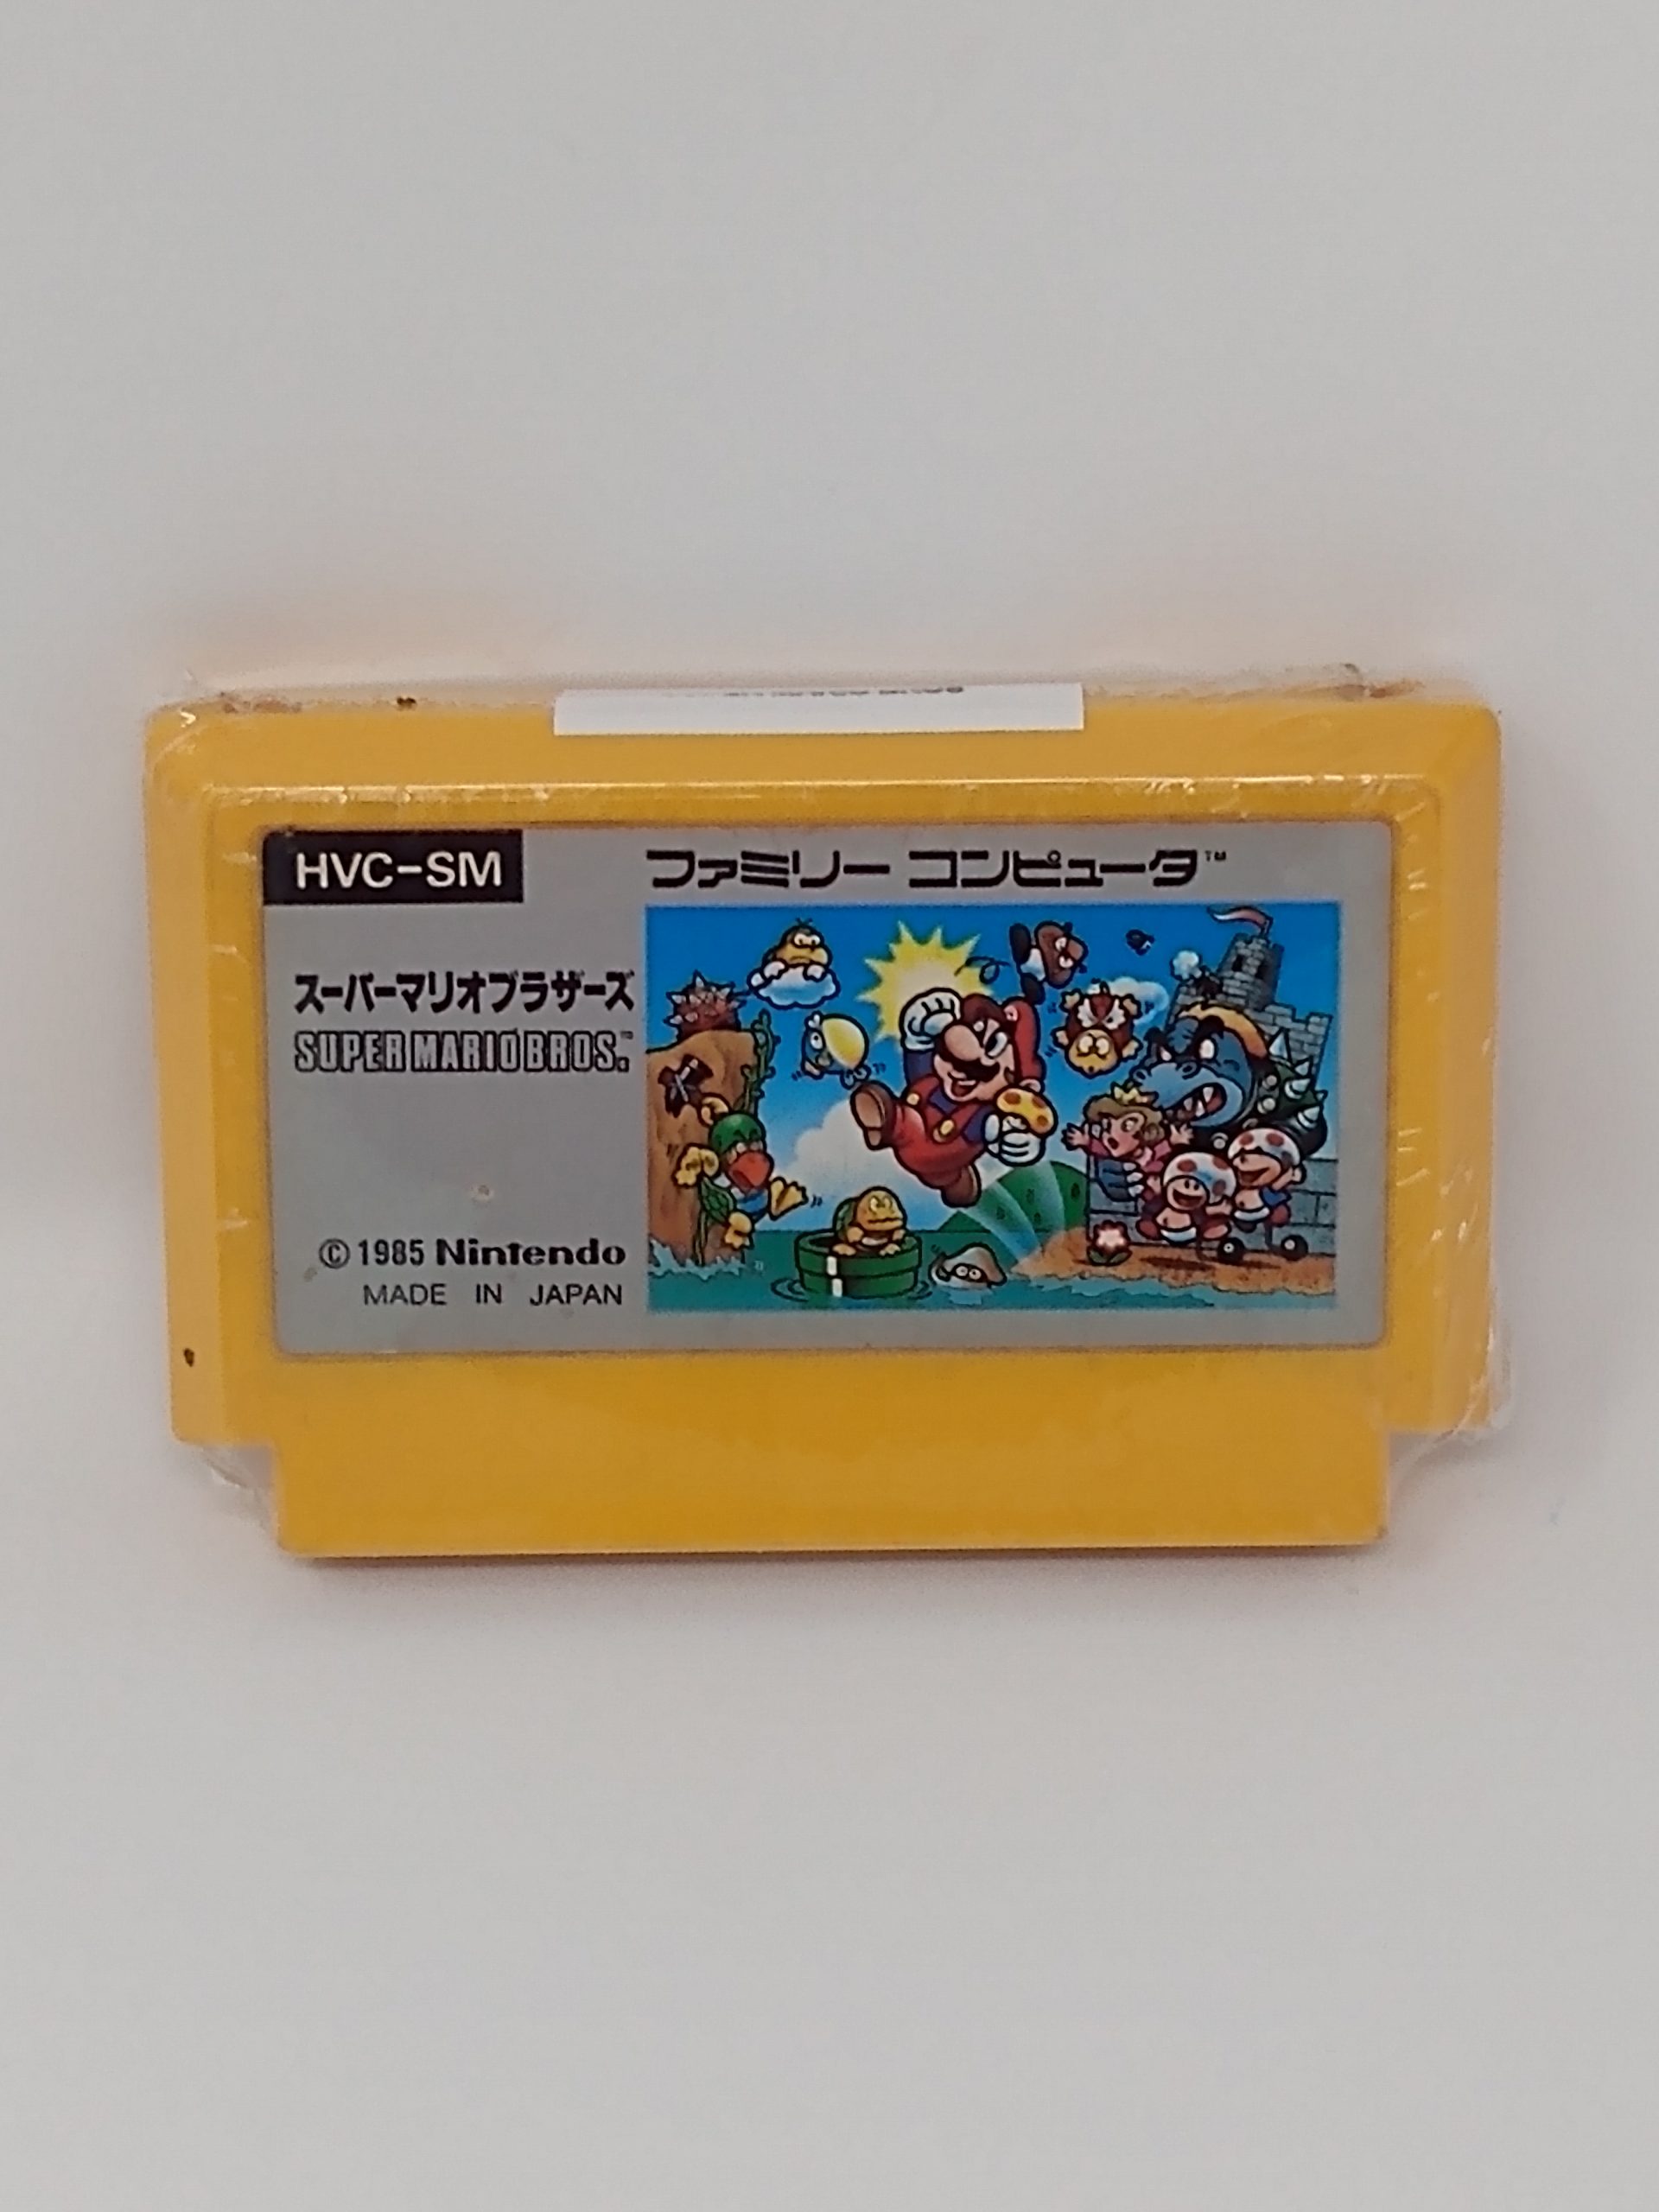 HVC-SM
ファミリー コンピュータ™
スーパーマリオブラザーズ
SUPER MARIO BROS.™
© 1985 Nintendo
MADE IN JAPAN